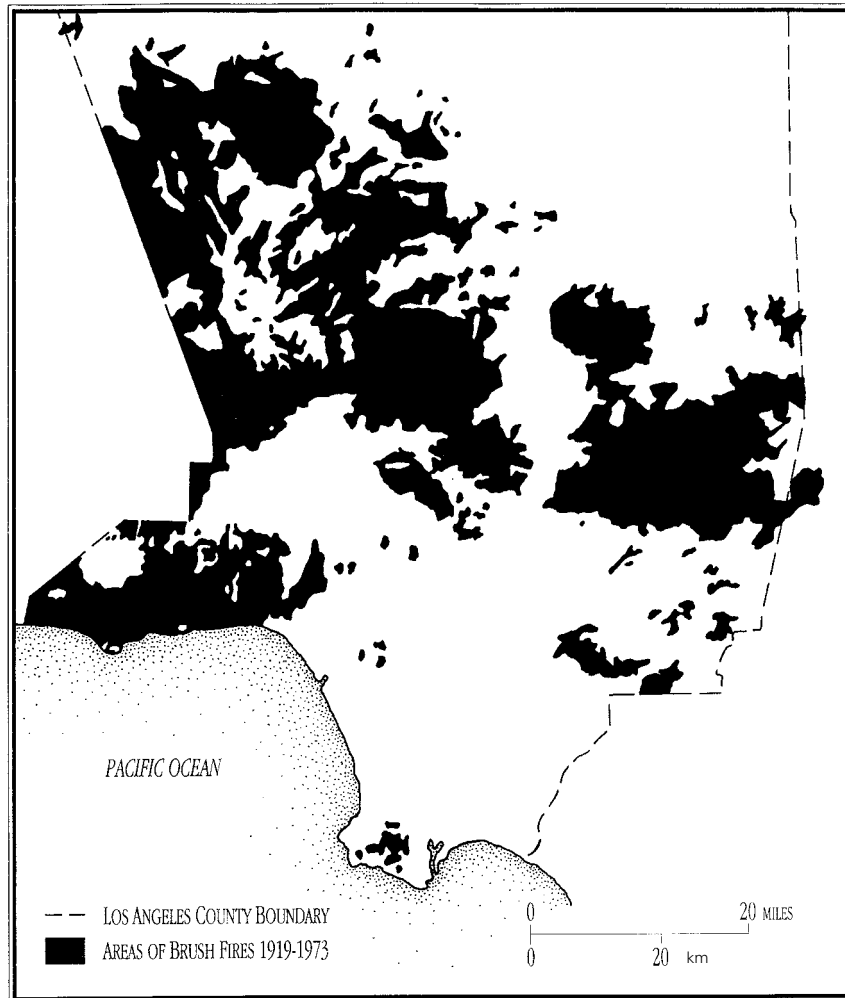 PACIFIC OCEAN
LOS ANGELES COUNTY BOUNDARY
AREAS OF BRUSH FIRES 1919-1973
0 20 MILES
0 20 km